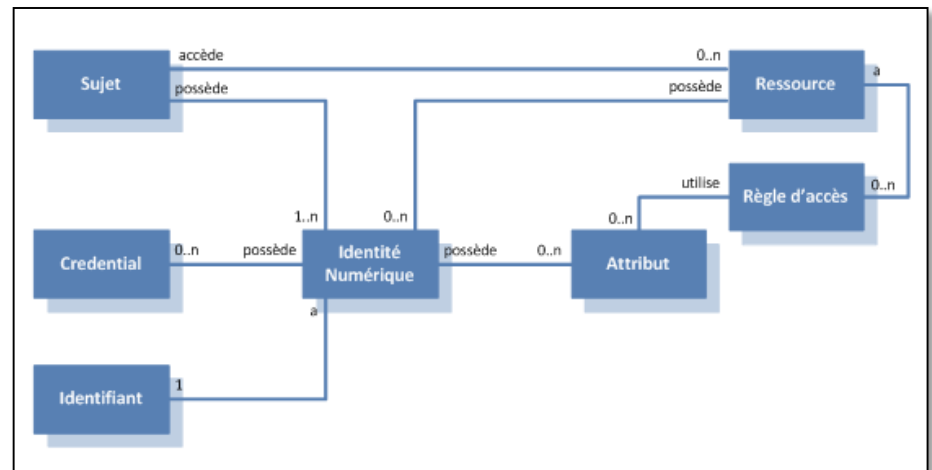 accède
0..n
Sujet
Ressource
a
possède
possède
utilise
Règle d'accès
0..n
1..n
0..n
0..n
Credential
0..n
possède
Identité
Numérique
possède
0..n
Attribut
a
Identifiant
1